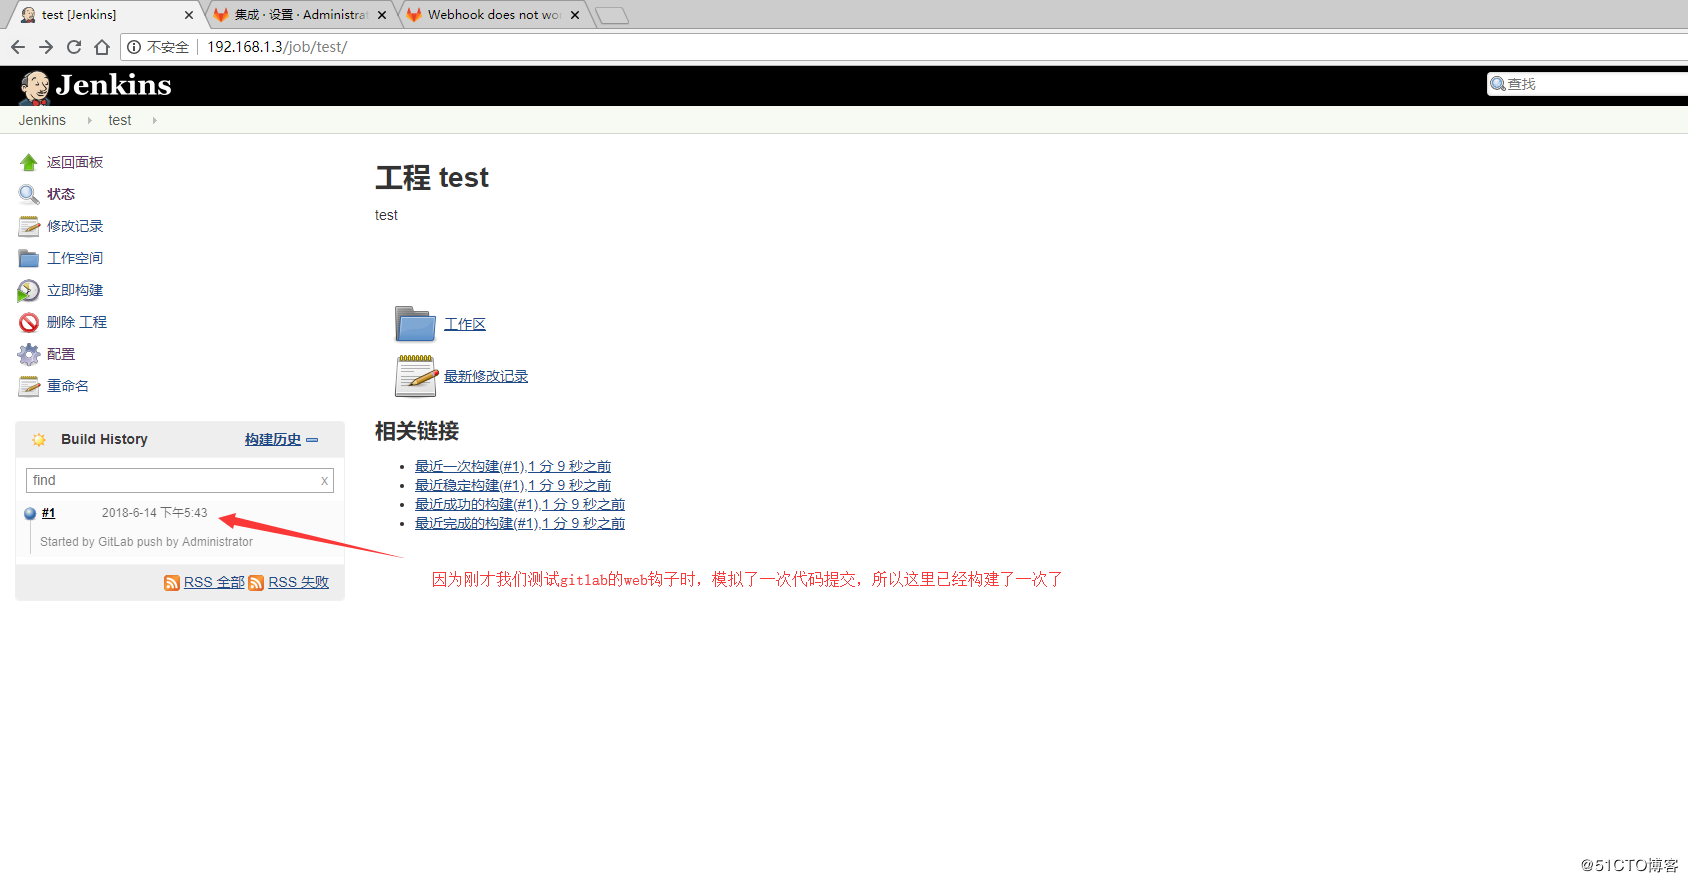 test [Jenkins]
集成 · 设置 · Administra
Webhook does not wo
不安全 192.168.1.3/job/test/
Jenkins
查找
Jenkins test
返回面板
状态
修改记录
工作空间
立即构建
删除 工程
配置
重命名
Build History 构建历史
find x
#1 2018-6-14 下午5:43
Started by GitLab push by Administrator
RSS 全部 RSS 失败
工程 test
test
工作区
最新修改记录
相关链接
最近一次构建(#1),1 分 9 秒之前
最近稳定构建(#1),1 分 9 秒之前
最近成功的构建(#1),1 分 9 秒之前
最近完成的构建(#1),1 分 9 秒之前
因为刚才我们测试gitlab的web钩子时，模拟了一次代码提交，所以这里已经构建了一次了
@51CTO博客